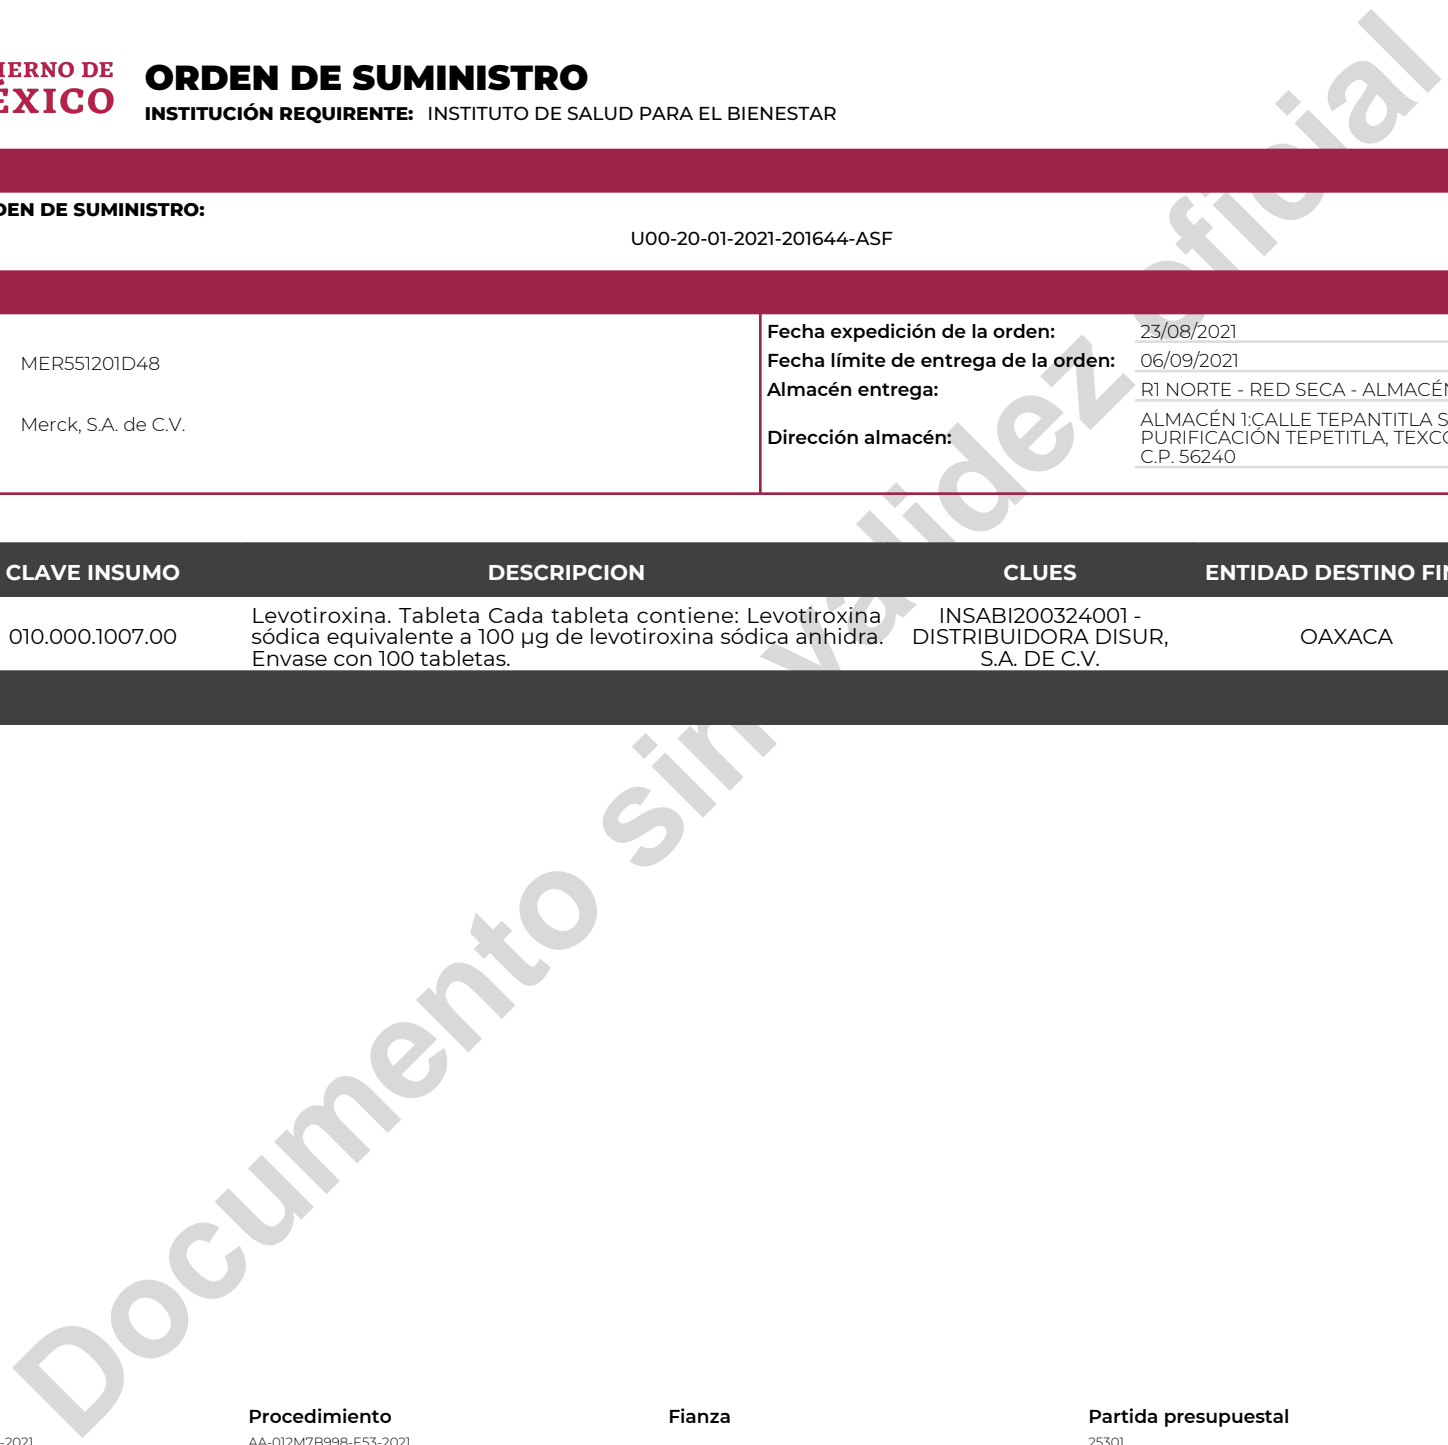 IERNO DE
ÉXICO
ORDEN DE SUMINISTRO
INSTITUCIÓN REQUIRENTE: INSTITUTO DE SALUD PARA EL BIENESTAR
DEN DE SUMINISTRO:
U00-20-01-2021-201644-ASF
MER551201D48
Merck, S.A. de C.V.
Fecha expedición de la orden: 23/08/2021
Fecha límite de entrega de la orden: 06/09/2021
Almacén entrega: R1 NORTE - RED SECA - ALMACÉN
Dirección almacén:
ALMACÉN 1:CALLE TEPANTITLA S
PURIFICACIÓN TEPETITLA, TEXCO
C.P. 56240
CLAVE INSUMO DESCRIPCION CLUES ENTIDAD DESTINO FIN
010.000.1007.00
Levotiroxina. Tableta Cada tableta contiene: Levotiroxina
sódica equivalente a 100 µg de levotiroxina sódica anhidra.
Envase con 100 tabletas.
INSABI200324001 -
DISTRIBUIDORA DISUR,
S.A. DE C.V.
OAXACA
Documento sin validez oficial
Procedimiento Fianza Partida presupuestal
-2021 AA-012M7B998-E53-2021 25301